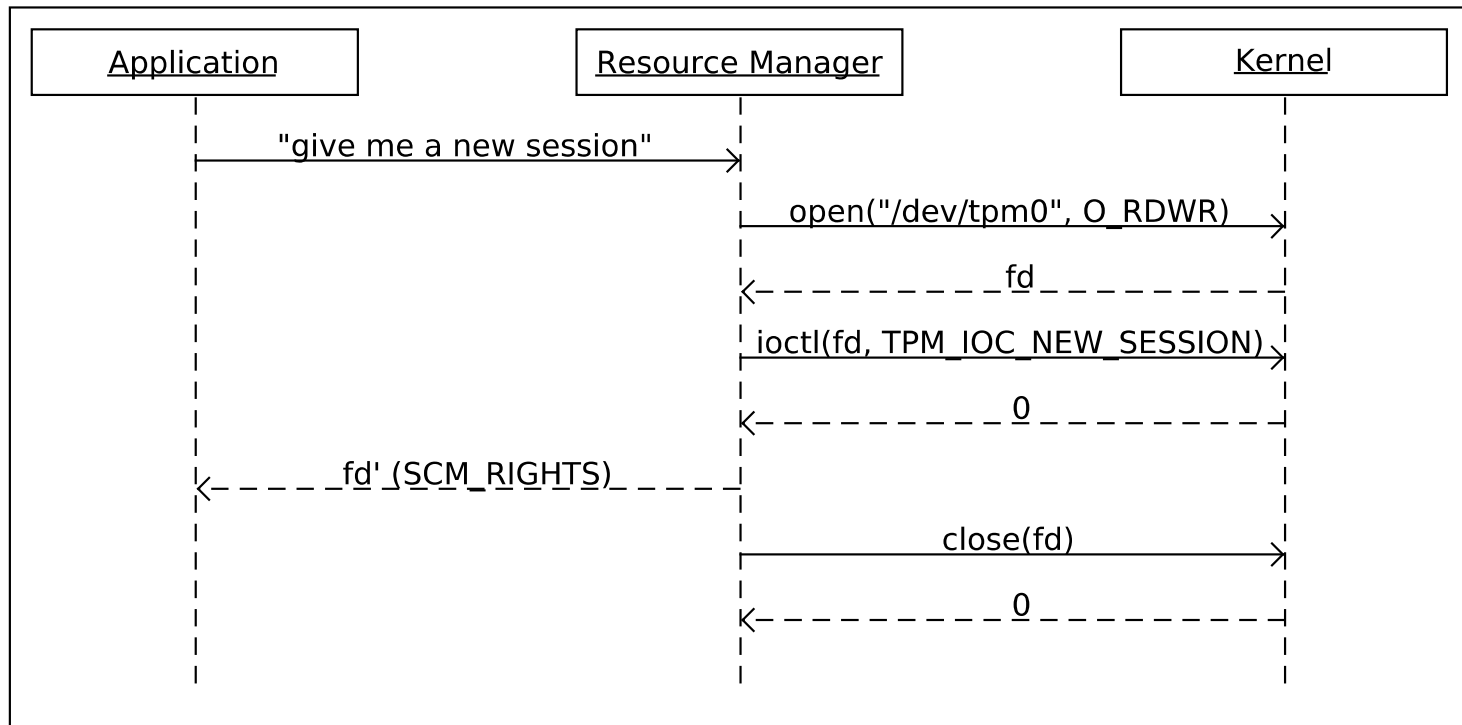 Application
Resource Manager
Kernel
"give me a new session"
open("/dev/tpm0", O_RDWR)
fd
ioctl(fd, TPM_IOC_NEW_SESSION)
0
fd' (SCM_RIGHTS)
close(fd)
0